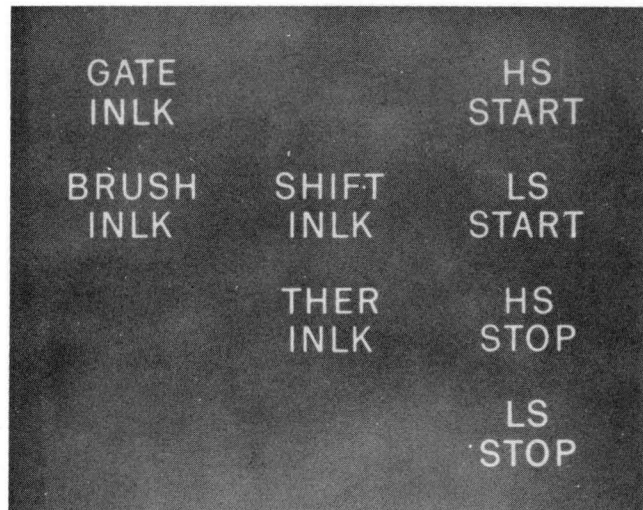 GATE
INLK
HS
START
BRUSH
INLK
SHIFT
INLK
LS
START
THER
INLK
HS
STOP
LS
STOP